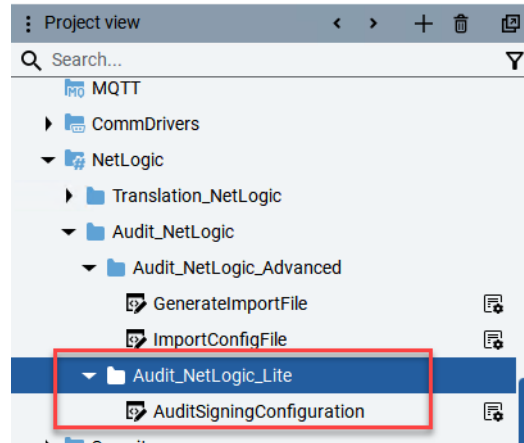 Project view
Search...
MQTT
CommDrivers
NetLogic
Translation_NetLogic
Audit_NetLogic
Audit_NetLogic_Advanced
GenerateImportFile
ImportConfigFile
Audit_NetLogic_Lite
AuditSigningConfiguration